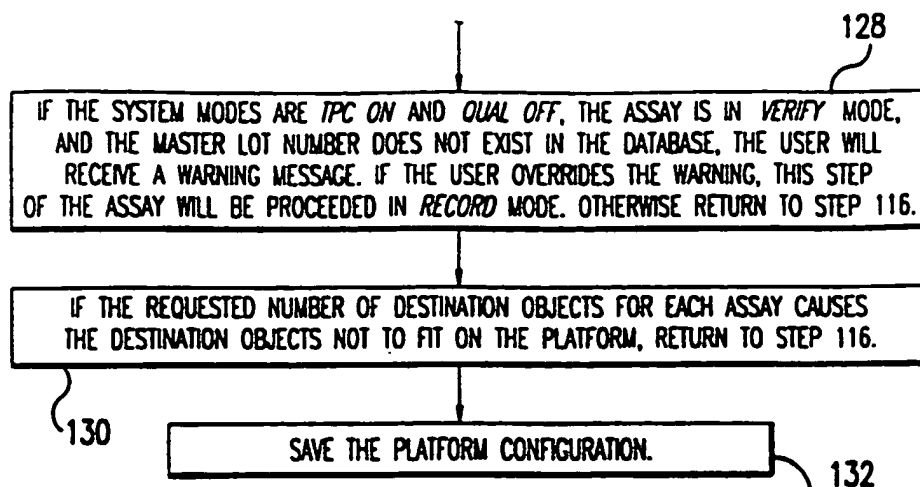 128
IF THE SYSTEM MODES ARE TPC ON AND QUAL OFF, THE ASSAY IS IN VERIFY MODE,
AND THE MASTER LOT NUMBER DOES NOT EXIST IN THE DATABASE, THE USER WILL
RECEIVE A WARNING MESSAGE. IF THE USER OVERRIDES THE WARNING, THIS STEP
OF THE ASSAY WILL BE PROCEEDED IN RECORD MODE. OTHERWISE RETURN TO STEP 116.
IF THE REQUESTED NUMBER OF DESTINATION OBJECTS FOR EACH ASSAY CAUSES
THE DESTINATION OBJECTS NOT TO FIT ON THE PLATFORM, RETURN TO STEP 116.
130
SAVE THE PLATFORM CONFIGURATION.
132